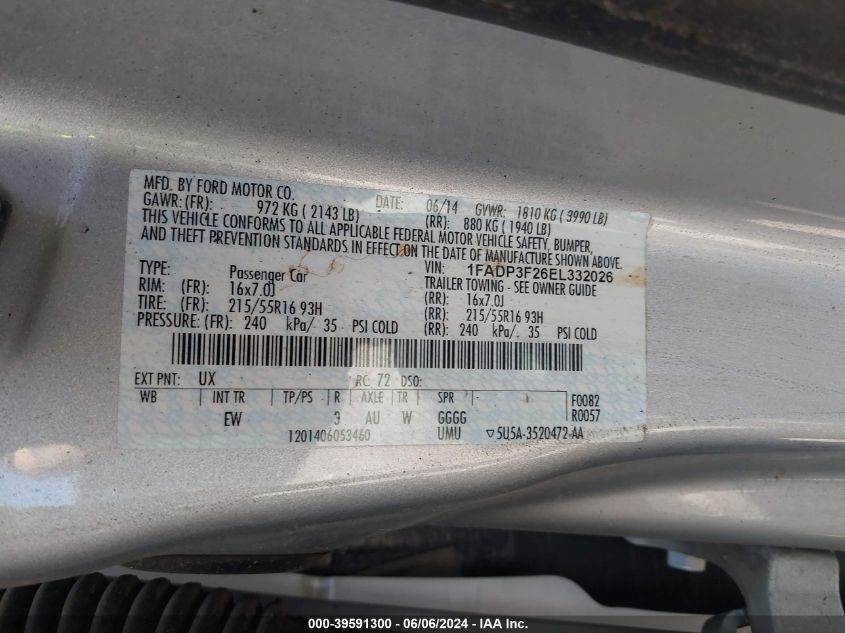 MFD. BY FORD MOTOR CO. DATE: 06/14 GVWR: 1810 KG ( 3990 LB)
GAWR: (FR): 972 KG ( 2143 LB) (RR): 880 KG ( 1940 LB)
THIS VEHICLE CONFORMS TO ALL APPLICABLE FEDERAL MOTOR VEHICLE SAFETY, BUMPER,
AND THEFT PREVENTION STANDARDS IN EFFECT ON THE DATE OF MANUFACTURE SHOWN ABOVE.
VIN: 1FADP3F26EL332026
TYPE: Passenger Car TRAILER TOWING - SEE OWNER GUIDE
RIM: (FR): 16x7.0J (RR): 16x7.0J
TIRE: (FR): 215/55R16 93H (RR): 215/55R16 93H
PRESSURE: (FR): 240 kPa/ 35 PSI COLD (RR): 240 kPa/ 35 PSI COLD
EXT PNT: UX RC: 72 DSO:
WB INT TR TP/PS R AXLE TR SPR F0082
EW 3 AU W GGGG R0057
1201406053460 UMU ▽5U5A-3520472-AA
000-39591300 - 06/06/2024 - IAA Inc.